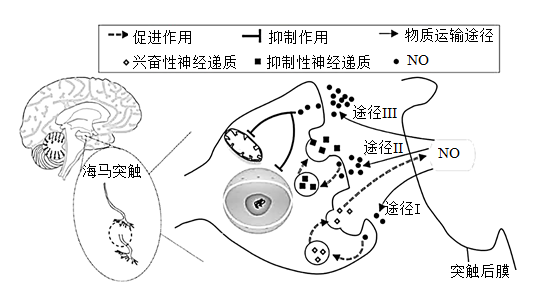 促进作用 抑制作用 物质运输途径
兴奋性神经递质 抑制性神经递质 NO
途径III
途径II
NO
海马突触
途径I
突触后膜